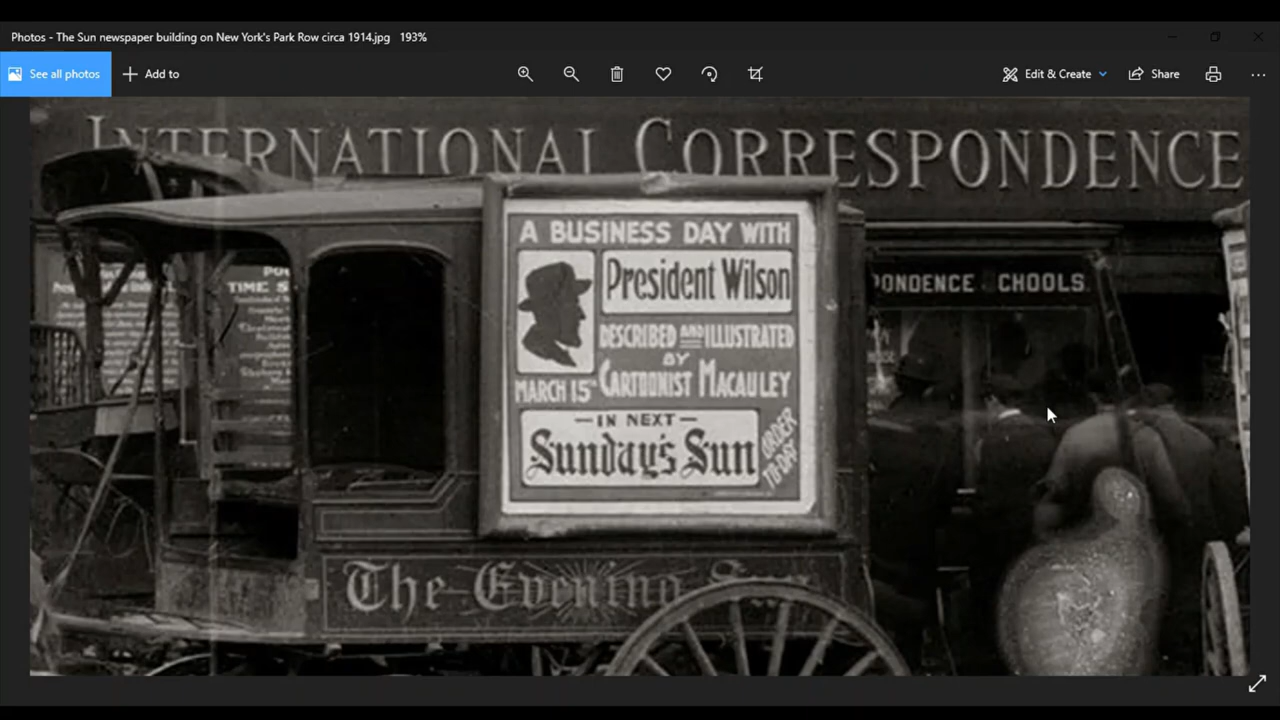 Photos - The Sun newspaper building on New York's Park Row circa 1914.jpg 193%
See all photos
Add to
Edit & Create
Share
INTERNATIONAL CORRESPONDENCE
A BUSINESS DAY WITH
President Wilson
DESCRIBED AND ILLUSTRATED
BY
MARCH 15TH CARTOONIST MACAULEY
- IN NEXT -
Sunday's Sun
ORDER
TO-DAY
PONDENCE CHOOLS
TIME S
The Evening Sun